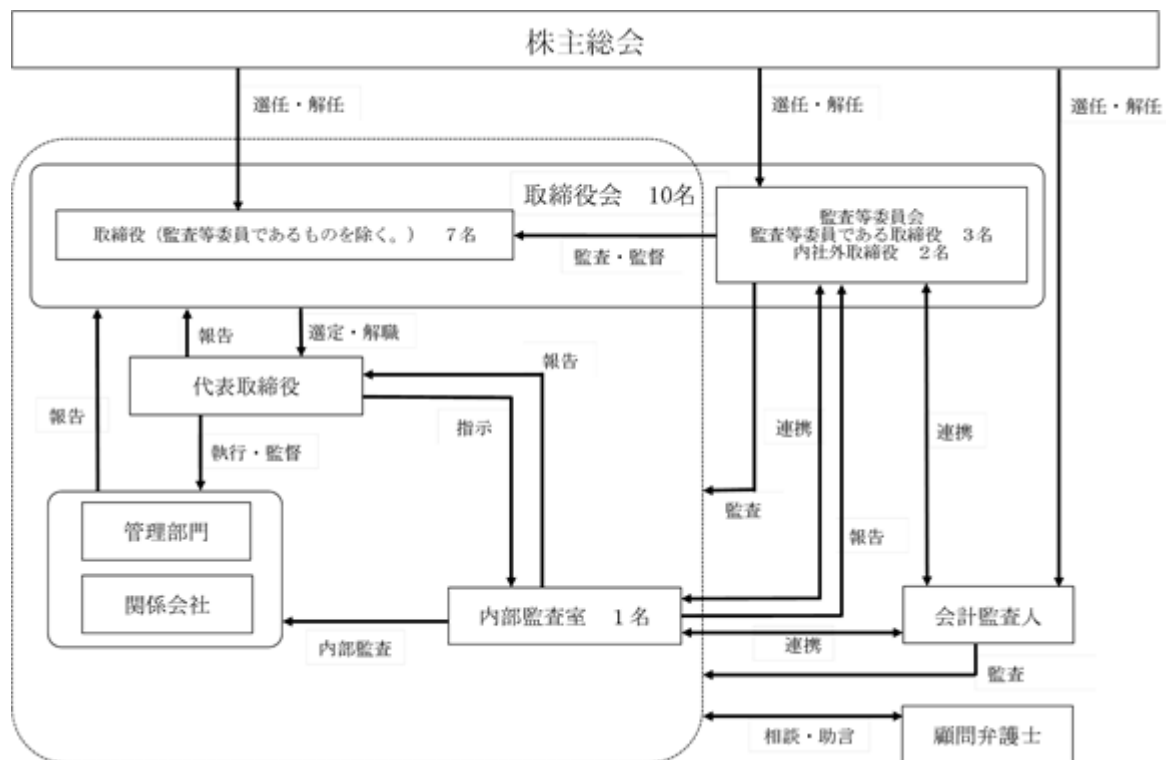 株主総会
選任・解任
選任・解任
選任・解任
取締役会 10名
取締役（監査等委員であるものを除く。） 7名
監査等委員会
監査等委員である取締役 3名
内社外取締役 2名
監査・監督
報告
選定・解職
報告
代表取締役
報告
指示
連携
連携
執行・監督
監査
管理部門
報告
関係会社
内部監査室 1名
会計監査人
内部監査
連携
監査
相談・助言
顧問弁護士